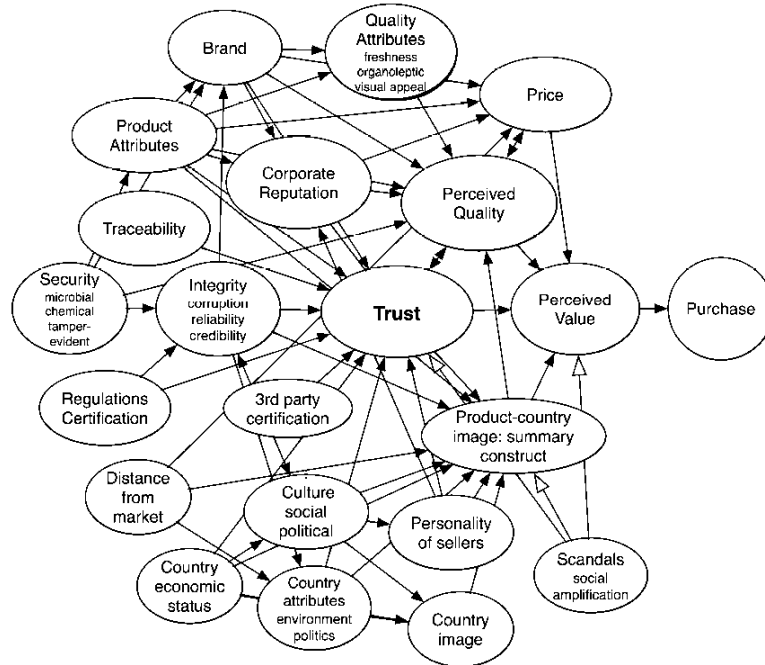 Brand
Quality
Attributes
freshness
organoleptic
visual appeal
Price
Product
Attributes
Corporate
Reputation
Perceived
Quality
Traceability
Security
microbial
chemical
tamper-
evident
Integrity
corruption
reliability
credibility
Trust
Perceived
Value
Purchase
Regulations
Certification
3rd party
certification
Product-country
image: summary
construct
Distance
from
market
Culture
social
political
Personality
of sellers
Scandals
social
amplification
Country
economic
status
Country
attributes
environment
politics
Country
image